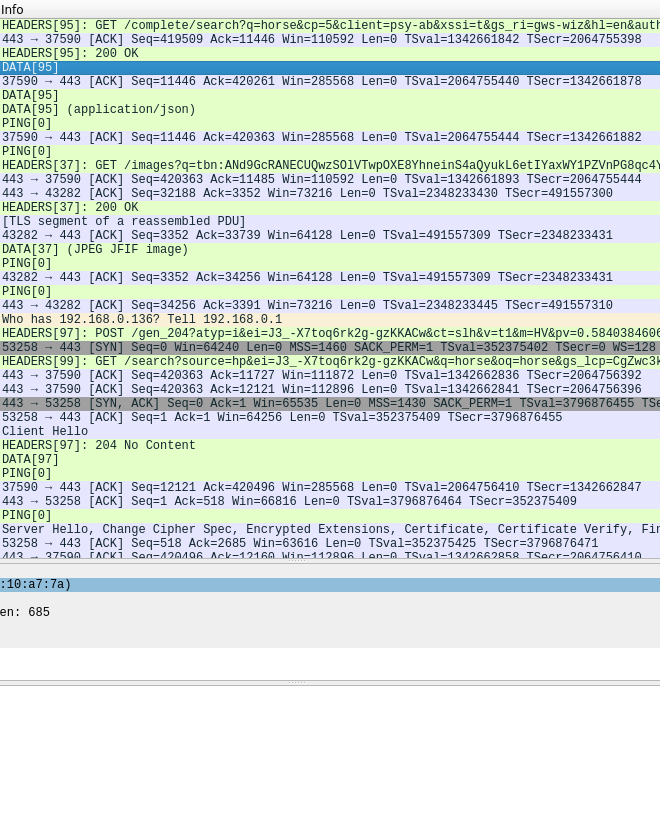 Info
HEADERS[95]: GET /complete/search?q=horse&cp=5&client=psy-ab&xssi=t&gs_ri=gws-wiz&hl=en&auth
443 → 37590 [ACK] Seq=419509 Ack=11446 Win=110592 Len=0 TSval=1342661842 TSecr=2064755398
HEADERS[95]: 200 OK
DATA[95]
37590 → 443 [ACK] Seq=11446 Ack=420261 Win=285568 Len=0 TSval=2064755440 TSecr=1342661878
DATA[95]
DATA[95] (application/json)
PING[0]
37590 → 443 [ACK] Seq=11446 Ack=420363 Win=285568 Len=0 TSval=2064755444 TSecr=1342661882
PING[0]
HEADERS[37]: GET /images?q=tbn:ANd9GcRANECUQwzSOlVTwpOXE8YhneinS4aQyukL6etIYaxWY1PZVnPG8qc4Y
443 → 37590 [ACK] Seq=420363 Ack=11485 Win=110592 Len=0 TSval=1342661893 TSecr=2064755444
443 → 43282 [ACK] Seq=32188 Ack=3352 Win=73216 Len=0 TSval=2348233430 TSecr=491557300
HEADERS[37]: 200 OK
[TLS segment of a reassembled PDU]
43282 → 443 [ACK] Seq=3352 Ack=33739 Win=64128 Len=0 TSval=491557309 TSecr=2348233431
DATA[37] (JPEG JFIF image)
PING[0]
43282 → 443 [ACK] Seq=3352 Ack=34256 Win=64128 Len=0 TSval=491557309 TSecr=2348233431
PING[0]
443 → 43282 [ACK] Seq=34256 Ack=3391 Win=73216 Len=0 TSval=2348233445 TSecr=491557310
Who has 192.168.0.136? Tell 192.168.0.1
HEADERS[97]: POST /gen_204?atyp=i&ei=J3_-X7toq6rk2g-gzKKACw&ct=slh&v=t1&m=HV&pv=0.5840384606
53258 → 443 [SYN] Seq=0 Win=64240 Len=0 MSS=1460 SACK_PERM=1 TSval=352375402 TSecr=0 WS=128
HEADERS[99]: GET /search?source=hp&ei=J3_-X7toq6rk2g-gzKKACw&q=horse&oq=horse&gs_lcp=CgZwc3k
443 → 37590 [ACK] Seq=420363 Ack=11727 Win=111872 Len=0 TSval=1342662836 TSecr=2064756392
443 → 37590 [ACK] Seq=420363 Ack=12121 Win=112896 Len=0 TSval=1342662841 TSecr=2064756396
443 → 53258 [SYN, ACK] Seq=0 Ack=1 Win=65535 Len=0 MSS=1430 SACK_PERM=1 TSval=3796876455 TSe
53258 → 443 [ACK] Seq=1 Ack=1 Win=64256 Len=0 TSval=352375409 TSecr=3796876455
Client Hello
HEADERS[97]: 204 No Content
DATA[97]
PING[0]
37590 → 443 [ACK] Seq=12121 Ack=420496 Win=285568 Len=0 TSval=2064756410 TSecr=1342662847
443 → 53258 [ACK] Seq=1 Ack=518 Win=66816 Len=0 TSval=3796876464 TSecr=352375409
PING[0]
Server Hello, Change Cipher Spec, Encrypted Extensions, Certificate, Certificate Verify, Fin
53258 → 443 [ACK] Seq=518 Ack=2685 Win=63616 Len=0 TSval=352375425 TSecr=3796876471
443 → 37590 [ACK] Seq=420496 Ack=12160 Win=112896 Len=0 TSval=1342662858 TSecr=2064756410
:10:a7:7a)
en: 685